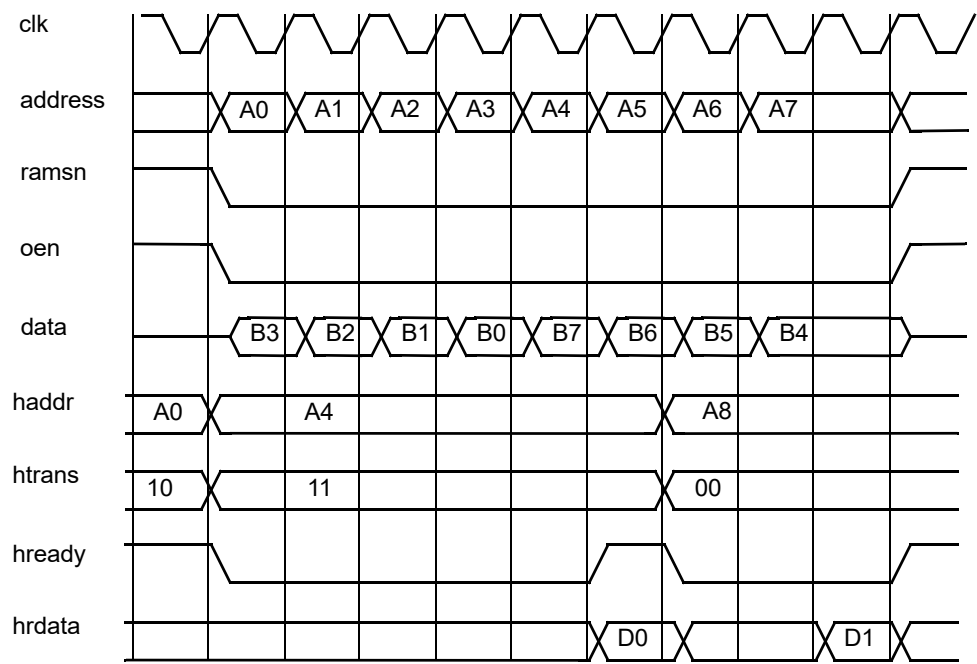 clk
address A0 A1 A2 A3 A4 A5 A6 A7
ramsn
oen
data B3 B2 B1 B0 B7 B6 B5 B4
haddr A0 A4 A8
htrans 10 11 00
hready
hrdata D0 D1